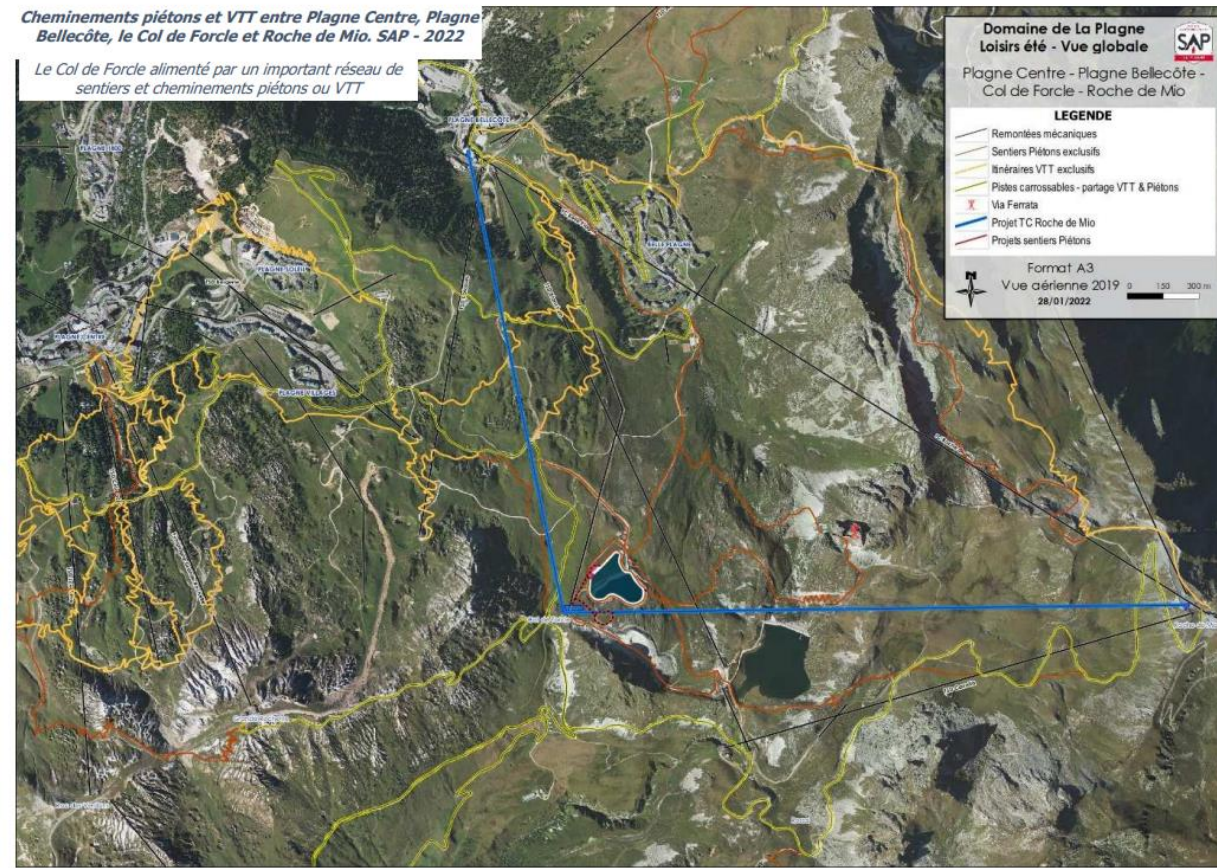 Cheminements piétons et VTT entre Plagne Centre, Plagne
Bellecôte, le Col de Forcle et Roche de Mio. SAP - 2022
Le Col de Forcle alimenté par un important réseau de
sentiers et cheminements piétons ou VTT
Domaine de La Plagne
Loisirs été - Vue globale
SAP
Plagne Centre - Plagne Bellecôte -
Col de Forcle - Roche de Mio
LEGENDE
Remontées mécaniques
Sentiers Piétons exclusifs
Itinéraires VTT exclusifs
Pistes carrossables - partage VTT & Piétons
Via Ferrata
Projet TC Roche de Mio
Projets sentiers Piétons
N
Format A3
Vue aérienne 2019
0 150 300 m
28/01/2022
PLAGNE BELLECÔTE
PLAGNE 1800
BELLE PLAGNE
PLAGNE SOLEIL
PLAGNE CENTRE
PLAGNE VILLAGES